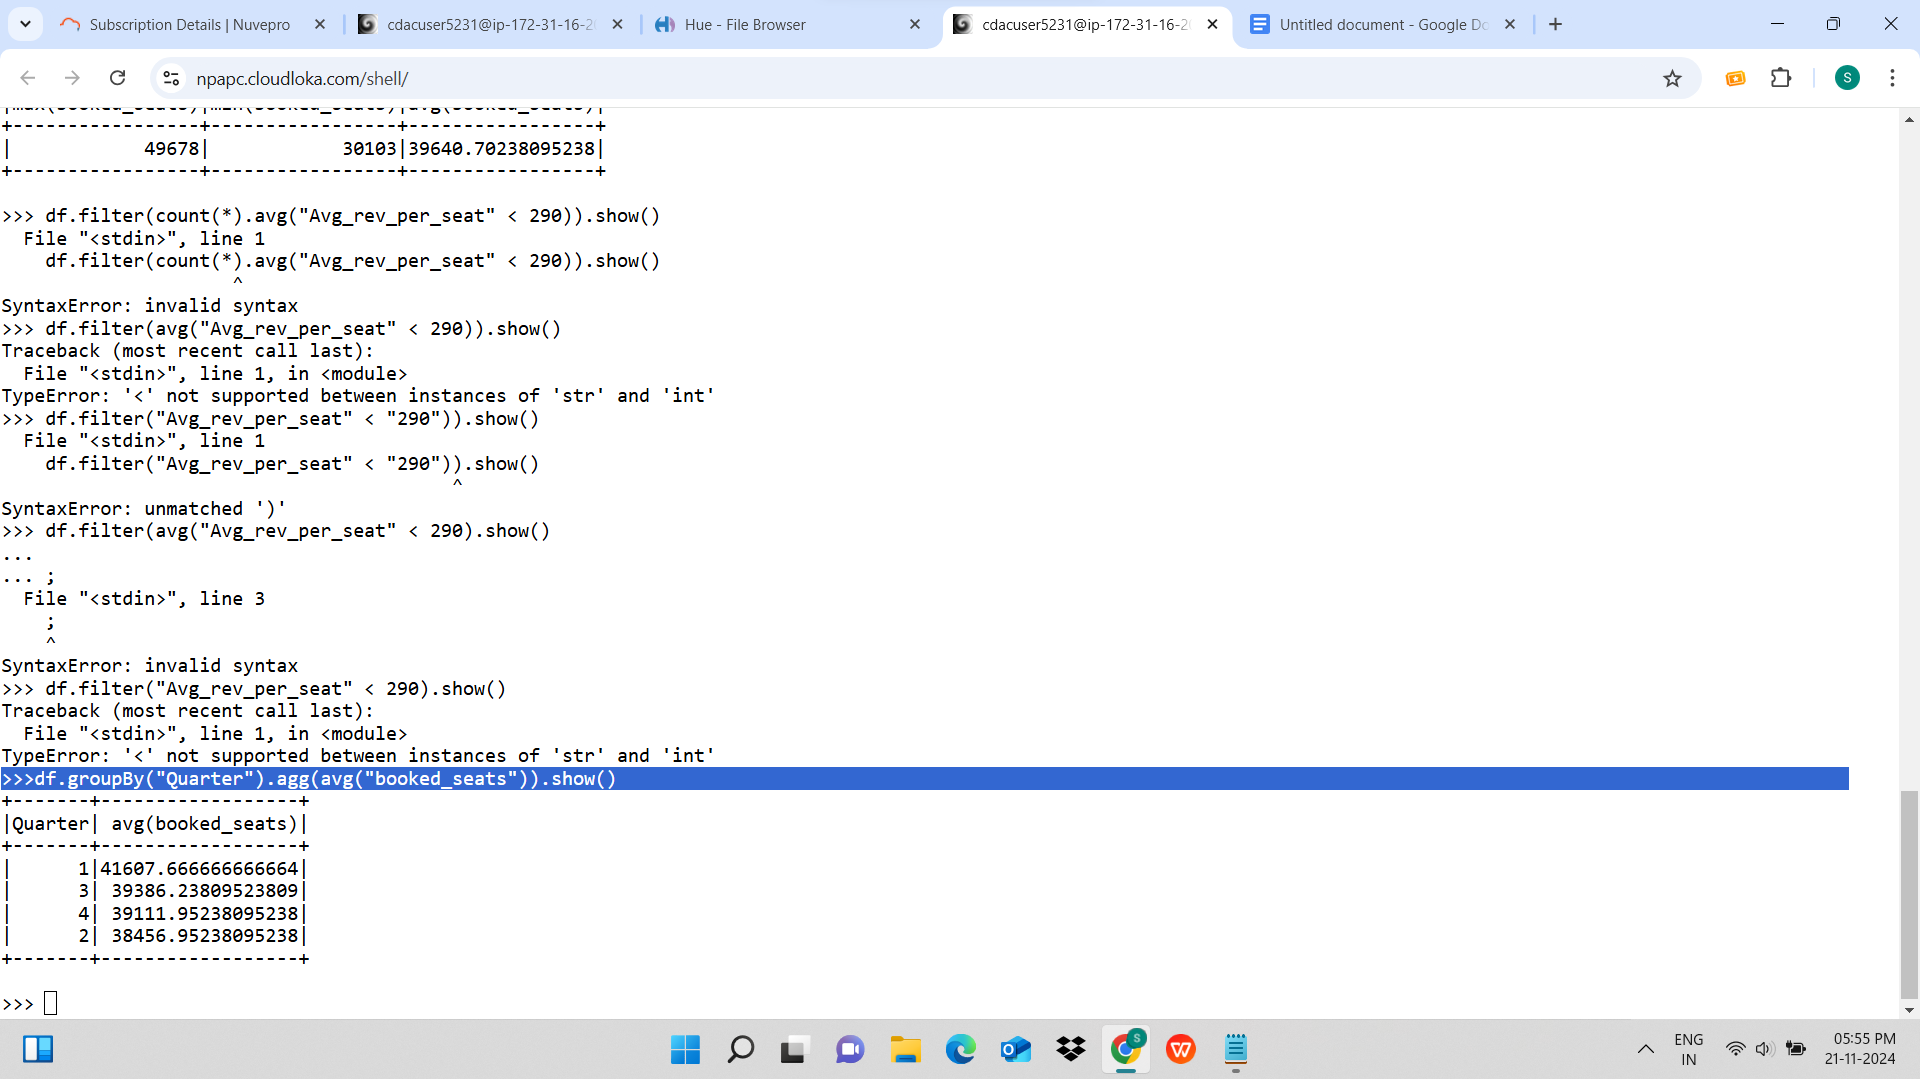 Subscription Details | Nuvepro
cdacuser5231@ip-172-31-16-2
Hue - File Browser
cdacuser5231@ip-172-31-16-2
Untitled document - Google Do
npapc.cloudloka.com/shell/
S
|max(booked_seats)|min(booked_seats)|avg(booked_seats)|
+-----------------+-----------------+-----------------+
|            49678|            30103|39640.70238095238|
+-----------------+-----------------+-----------------+
>>> df.filter(count(*).avg("Avg_rev_per_seat" < 290)).show()
  File "<stdin>", line 1
    df.filter(count(*).avg("Avg_rev_per_seat" < 290)).show()
                     ^
SyntaxError: invalid syntax
>>> df.filter(avg("Avg_rev_per_seat" < 290)).show()
Traceback (most recent call last):
  File "<stdin>", line 1, in <module>
TypeError: '<' not supported between instances of 'str' and 'int'
>>> df.filter("Avg_rev_per_seat" < "290")).show()
  File "<stdin>", line 1
    df.filter("Avg_rev_per_seat" < "290")).show()
                                         ^
SyntaxError: unmatched ')'
>>> df.filter(avg("Avg_rev_per_seat" < 290).show()
...
... ;
  File "<stdin>", line 3
    ;
    ^
SyntaxError: invalid syntax
>>> df.filter("Avg_rev_per_seat" < 290).show()
Traceback (most recent call last):
  File "<stdin>", line 1, in <module>
TypeError: '<' not supported between instances of 'str' and 'int'
>>>df.groupBy("Quarter").agg(avg("booked_seats")).show()
+-------+------------------+
|Quarter| avg(booked_seats)|
+-------+------------------+
|      1|41607.666666666664|
|      3| 39386.23809523809|
|      4| 39111.95238095238|
|      2| 38456.95238095238|
+-------+------------------+
>>>
S
ENG
IN
05:55 PM
21-11-2024